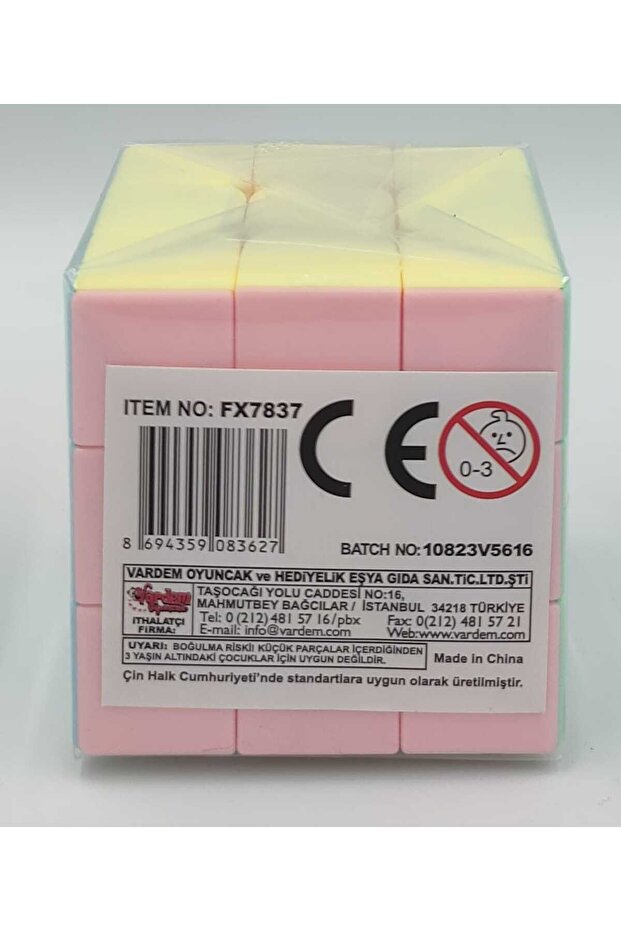 ITEM NO: FX7837
CE
0-3
8 694359 083627
BATCH NO: 10823V5616
VARDEM OYUNCAK ve HEDİYELİK EŞYA GIDA SAN.TİC.LTD.ŞTİ
Vardem
İTHALATÇI
FİRMA:
TAŞOCAĞI YOLU CADDESİ NO:16,
MAHMUTBEY BAĞCILAR / İSTANBUL 34218 TÜRKİYE
Tel: 0 (212) 481 57 16/pbx Fax: 0 (212) 481 57 21
E-mail: info@vardem.com Web:www.vardem.com
UYARI: BOĞULMA RİSKLİ KÜÇÜK PARÇALAR İÇERDİĞİNDEN
3 YAŞIN ALTINDAKİ ÇOCUKLAR İÇİN UYGUN DEĞİLDİR.
Made in China
Çin Halk Cumhuriyeti'nde standartlara uygun olarak üretilmiştir.